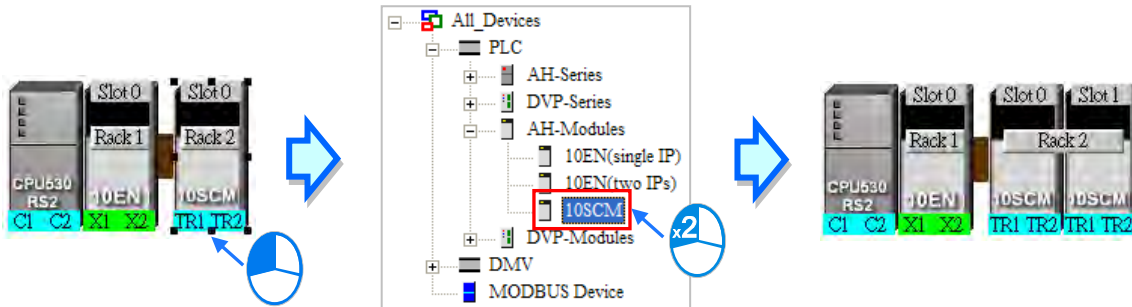 Slot 0 Slot 0
Rack 1 Rack 2
CPU530 10EN 10SCM
RS2
C1 C2 X1 X2 TR1 TR2
All_Devices
PLC
AH-Series
DVP-Series
AH-Modules
10EN(single IP)
10EN(two IPs)
10SCM
DVP-Modules
DMV
MODBUS Device
x2
Slot 0 Slot 0 Slot 1
Rack 1 Rack 2
CPU530 10EN 10SCM 10SCM
RS2
C1 C2 X1 X2 TR1 TR2 TR1 TR2